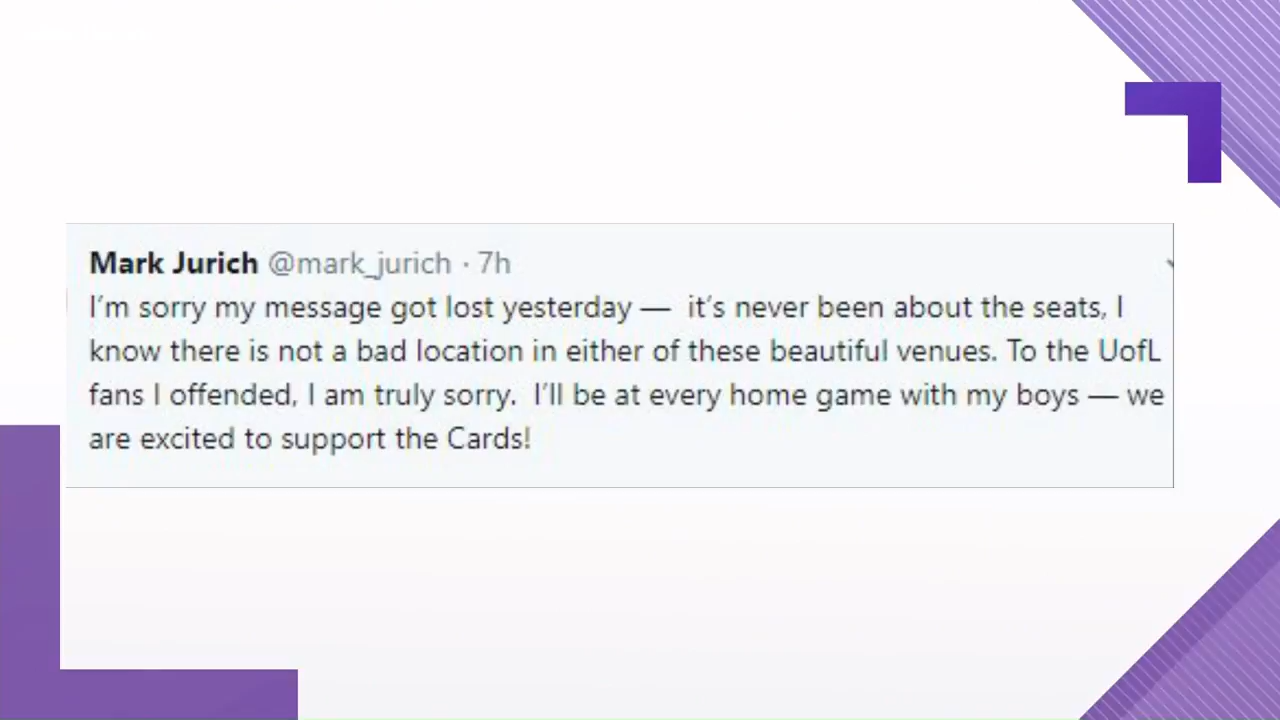 Mark Jurich @mark_jurich · 7h
I'm sorry my message got lost yesterday — it's never been about the seats, I
know there is not a bad location in either of these beautiful venues. To the UofL
fans I offended, I am truly sorry. I'll be at every home game with my boys — we
are excited to support the Cards!